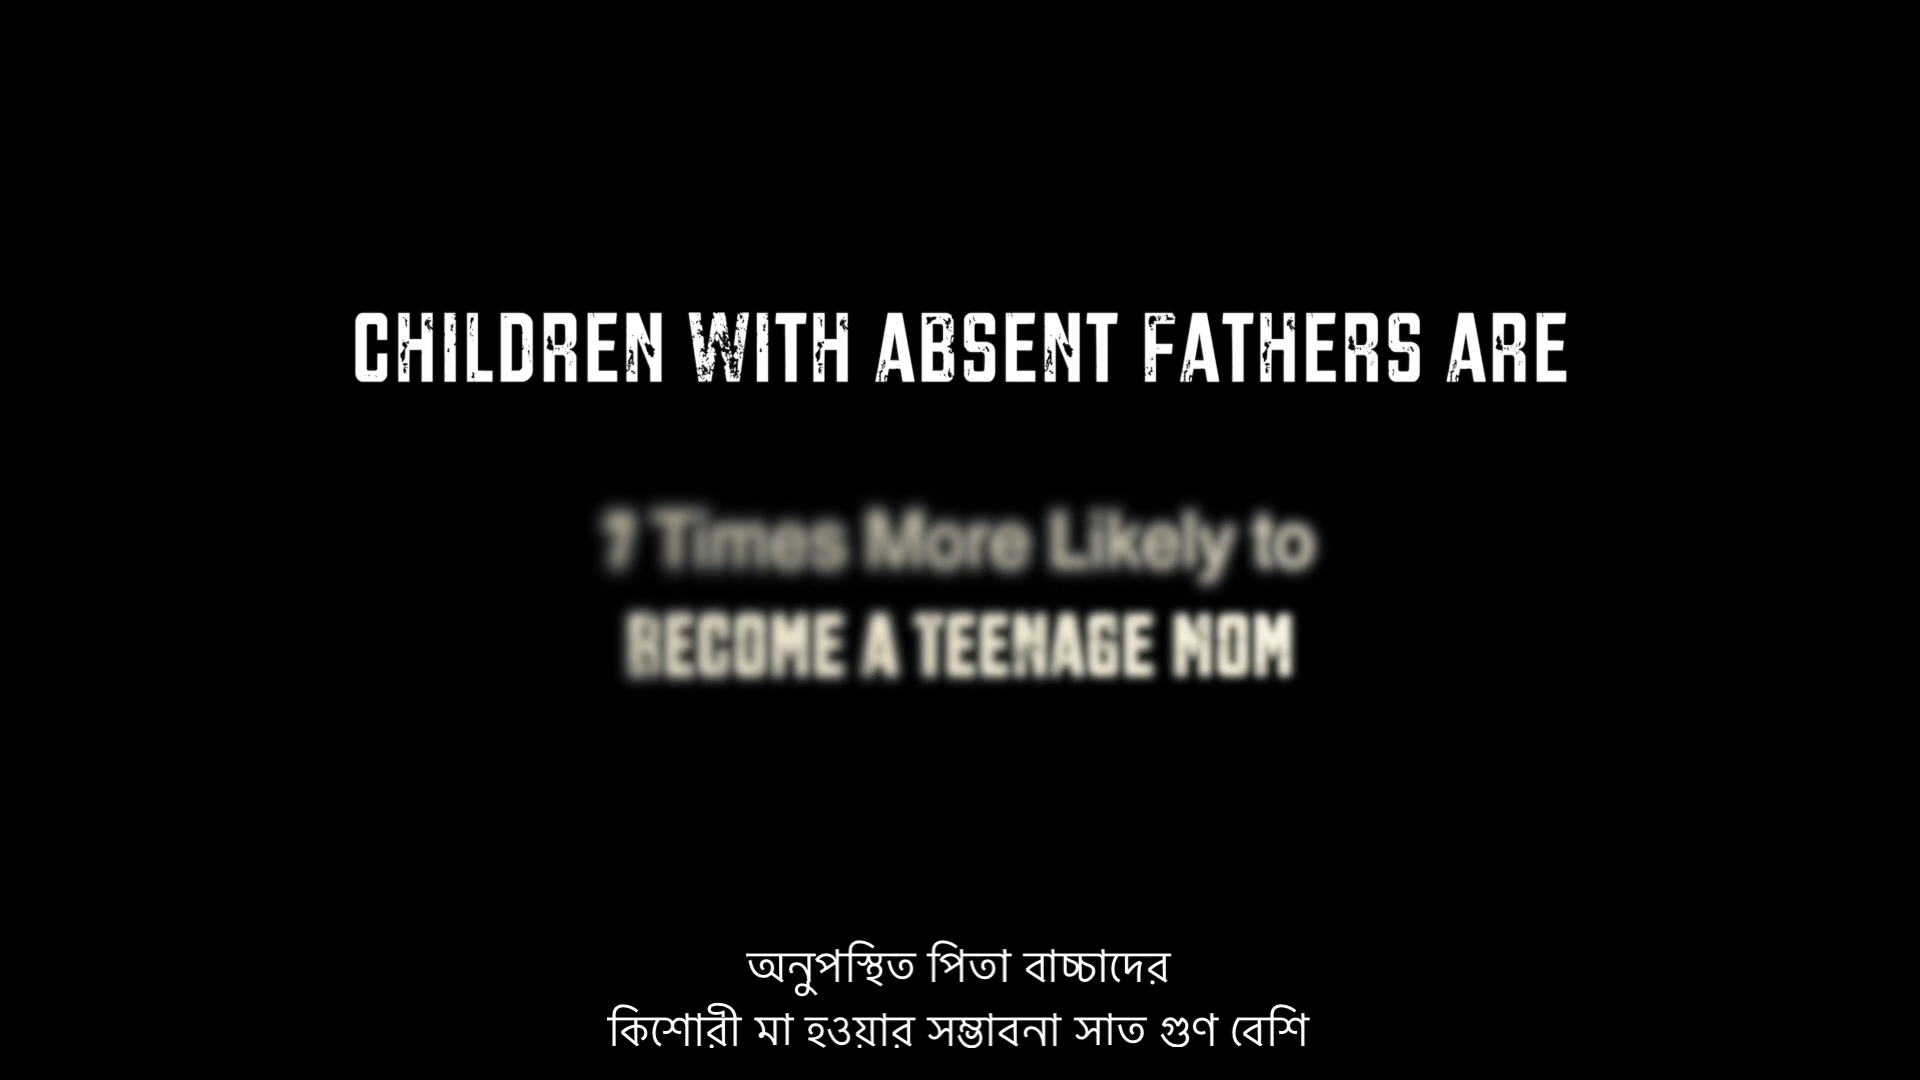 CHILDREN WITH ABSENT FATHERS ARE
7 Times More Likely to
BECOME A TEENAGE MOM
অনুপস্থিত পিতা বাচ্চাদের
কিশোরী মা হওয়ার সম্ভাবনা সাত গুণ বেশি